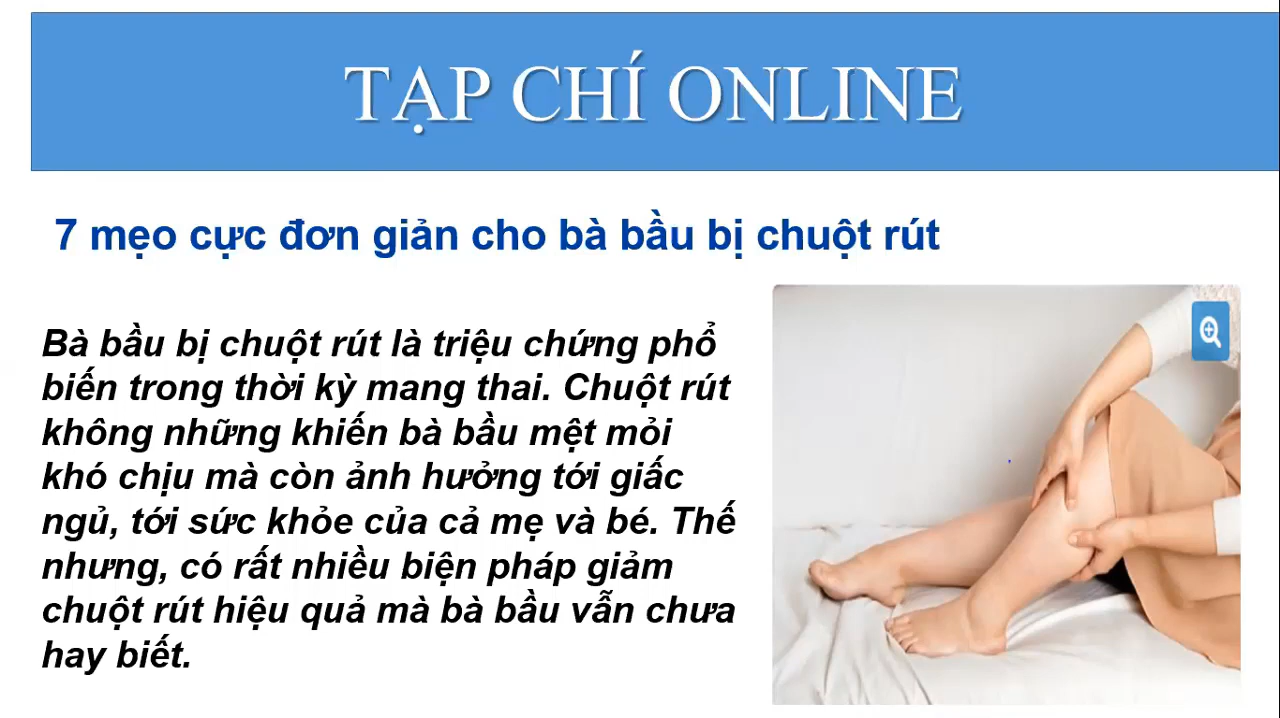 TẠP CHÍ ONLINE
7 mẹo cực đơn giản cho bà bầu bị chuột rút
Bà bầu bị chuột rút là triệu chứng phổ
biến trong thời kỳ mang thai. Chuột rút
không những khiến bà bầu mệt mỏi
khó chịu mà còn ảnh hưởng tới giấc
ngủ, tới sức khỏe của cả mẹ và bé. Thế
nhưng, có rất nhiều biện pháp giảm
chuột rút hiệu quả mà bà bầu vẫn chưa
hay biết.